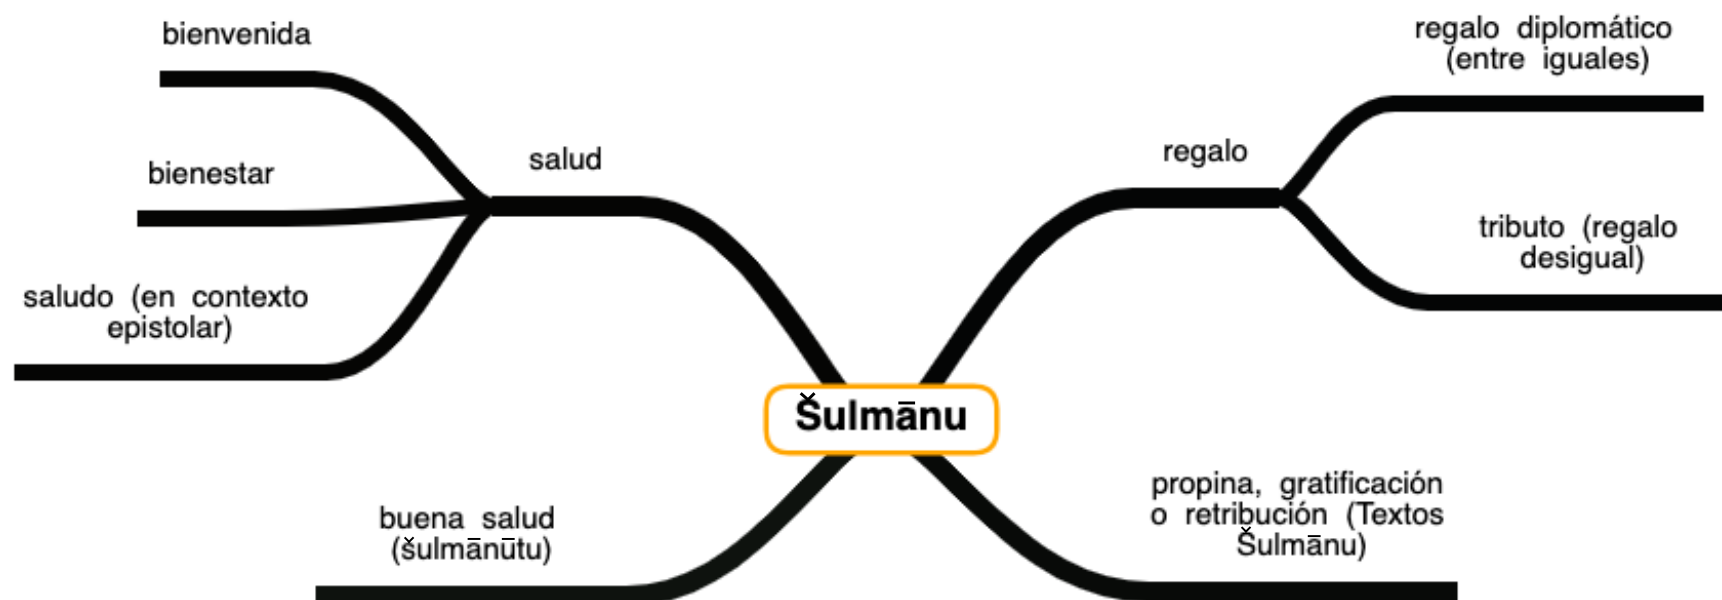 bienvenida
bienestar
saludo (en contexto
epistolar)
salud
buena salud
(šulmānūtu)
Šulmānu
regalo
regalo diplomático
(entre iguales)
tributo (regalo
desigual)
propina, gratificación
o retribución (Textos
Šulmānu)